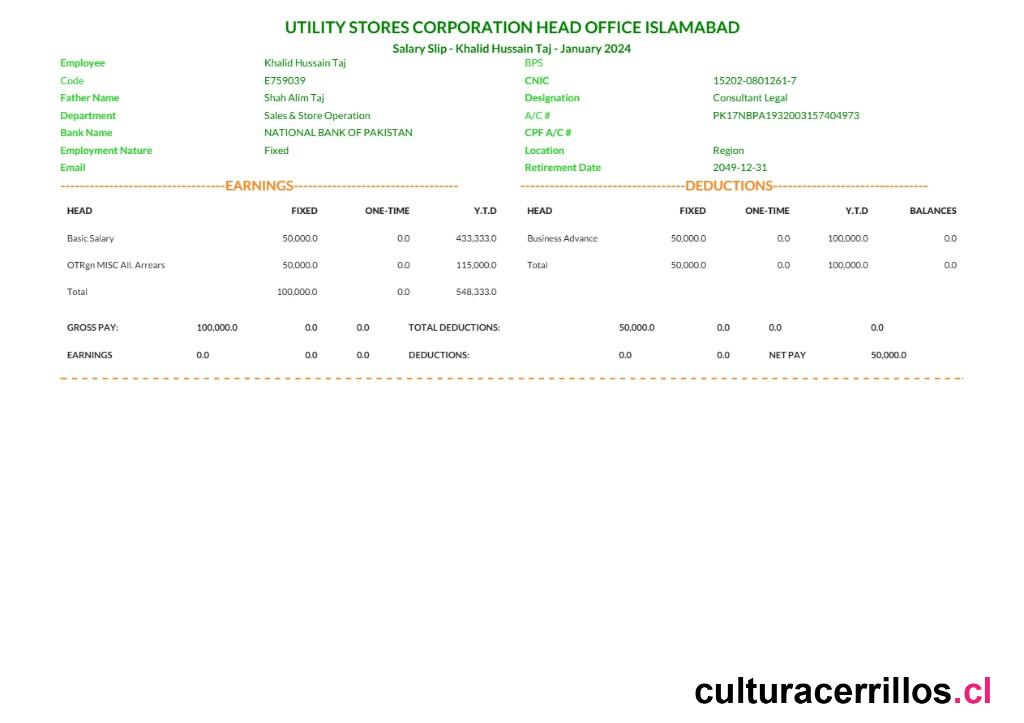 UTILITY STORES CORPORATION HEAD OFFICE ISLAMABAD
Salary Slip - Khalid Hussain Taj - January 2024
Employee Khalid Hussain Taj BPS
Code E759039 CNIC 15202-0801261-7
Father Name Shah Alim Taj Designation Consultant Legal
Department Sales & Store Operation A/C # PK17NBPA1932003157404973
Bank Name NATIONAL BANK OF PAKISTAN CPF A/C #
Employment Nature Fixed Location Region
Email Retirement Date 2049-12-31
----------------------------------EARNINGS---------------------------------- ----------------------------------DEDUCTIONS--------------------------------
HEAD FIXED ONE-TIME Y.T.D HEAD FIXED ONE-TIME Y.T.D BALANCES
Basic Salary 50,000.0 0.0 433,333.0 Business Advance 50,000.0 0.0 100,000.0 0.0
OTRgn MISC All. Arrears 50,000.0 0.0 115,000.0 Total 50,000.0 0.0 100,000.0 0.0
Total 100,000.0 0.0 548,333.0
GROSS PAY: 100,000.0 0.0 0.0 TOTAL DEDUCTIONS: 50,000.0 0.0 0.0 0.0
EARNINGS 0.0 0.0 0.0 DEDUCTIONS: 0.0 0.0 NET PAY 50,000.0
culturacerrillos.cl